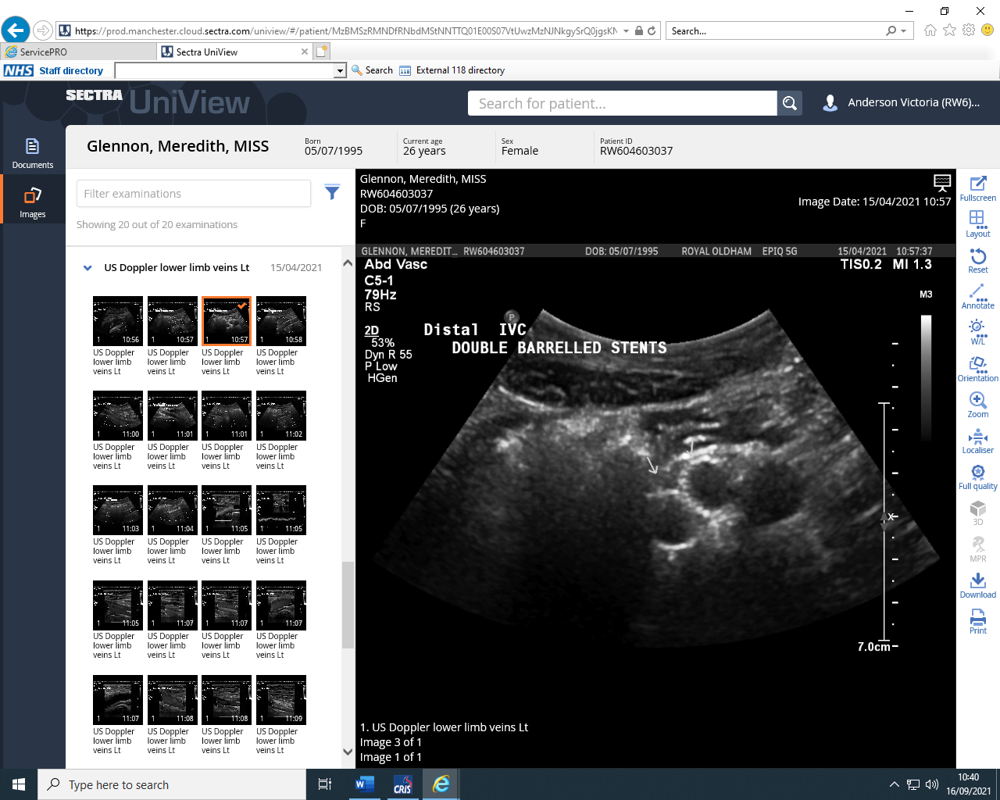 https://prod.manchester.cloud.sectra.com/uniview/#/patient/
Search...
ServicePRO
Sectra UniView
NHS Staff directory
Search
External 118 directory
SECTRA UniView
Search for patient...
Anderson Victoria (RW6)...
Documents
Images
Glennon, Meredith, MISS
Born
05/07/1995
Current age
26 years
Sex
Female
Patient ID
RW604603037
Filter examinations
Showing 20 out of 20 examinations
US Doppler lower limb veins Lt 15/04/2021
1 10:56
1 10:57
1 10:57
1 10:58
US Doppler US Doppler US Doppler US Doppler
lower limb lower limb lower limb lower limb
veins Lt veins Lt veins Lt veins Lt
1 11:00
1 11:01
1 11:01
1 11:02
US Doppler US Doppler US Doppler US Doppler
lower limb lower limb lower limb lower limb
veins Lt veins Lt veins Lt veins Lt
1 11:03
1 11:04
1 11:05
1 11:05
US Doppler US Doppler US Doppler US Doppler
lower limb lower limb lower limb lower limb
veins Lt veins Lt veins Lt veins Lt
1 11:05
1 11:07
1 11:07
1 11:07
US Doppler US Doppler US Doppler US Doppler
lower limb lower limb lower limb lower limb
veins Lt veins Lt veins Lt veins Lt
1 11:07
1 11:08
1 11:08
1 11:09
US Doppler US Doppler US Doppler US Doppler
lower limb lower limb lower limb lower limb
veins Lt veins Lt veins Lt veins Lt
Glennon, Meredith, MISS
RW604603037
DOB: 05/07/1995 (26 years)
F
Image Date: 15/04/2021 10:57
GLENNON, MEREDIT... RW604603037 DOB: 05/07/1995 ROYAL OLDHAM EPIQ 5G 15/04/2021 10:57:37
Abd Vasc
TIS0.2 MI 1.3
C5-1
79Hz
RS
M3
2D
53%
Dyn R 55
P Low
HGen
P
Distal IVC
DOUBLE BARRELLED STENTS
X
7.0cm
1. US Doppler lower limb veins Lt
Image 3 of 1
Image 1 of 1
Fullscreen
Layout
Reset
Annotate
W/L
Orientation
Zoom
Localiser
Full quality
3D
MPR
Download
Print
Type here to search
CRIS
10:40
16/09/2021